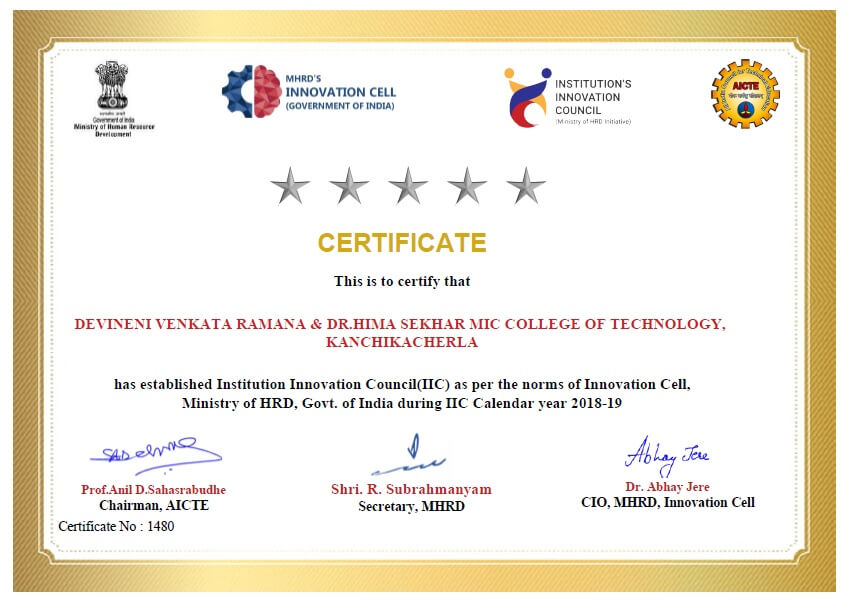 Government of India
Ministry of Human Resource
Development
MHRD'S
INNOVATION CELL
(GOVERNMENT OF INDIA)
INSTITUTION'S
INNOVATION
COUNCIL
(Ministry of HRD Initiative)
AICTE
CERTIFICATE
This is to certify that
DEVINENI VENKATA RAMANA & DR.HIMA SEKHAR MIC COLLEGE OF TECHNOLOGY,
KANCHIKACHERLA
has established Institution Innovation Council(IIC) as per the norms of Innovation Cell,
Ministry of HRD, Govt. of India during IIC Calendar year 2018-19
Abhay Jere
Prof.Anil D.Sahasrabudhe
Chairman, AICTE
Shri. R. Subrahmanyam
Secretary, MHRD
Dr. Abhay Jere
CIO, MHRD, Innovation Cell
Certificate No : 1480